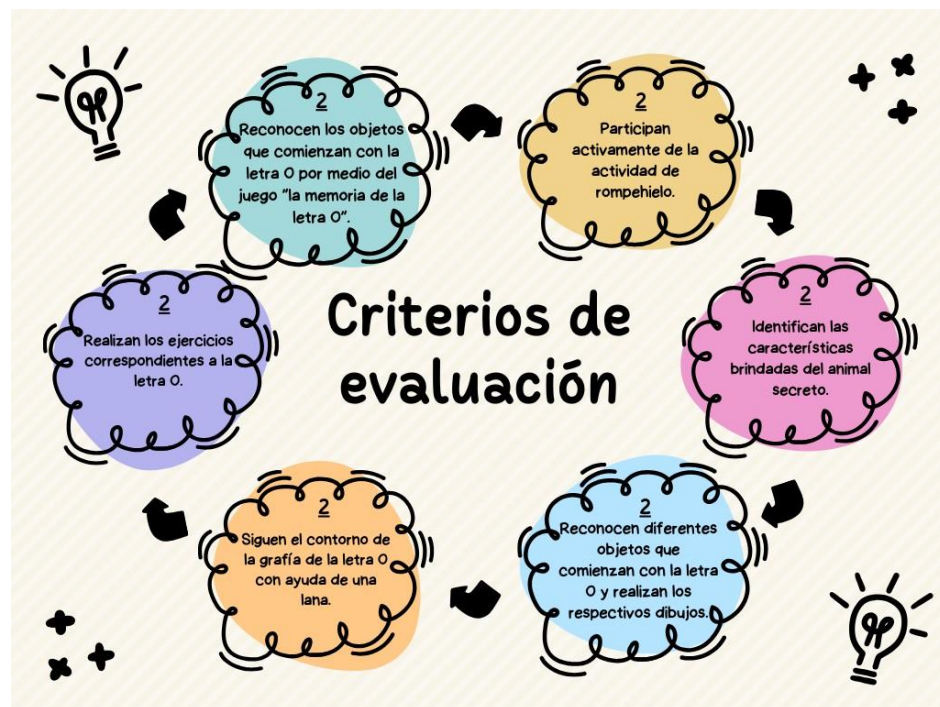 2
Reconocen los objetos
que comienzan con la
letra O por medio del
juego "la memoria de la
letra O".
2
Participan
activamente de la
actividad de
rompehielo.
2
Realizan los ejercicios
correspondientes a la
letra O.
Criterios de
evaluación
2
Identifican las
características
brindadas del animal
secreto.
2
Siguen el contorno de
la grafía de la letra O
con ayuda de una
lana.
2
Reconocen diferentes
objetos que
comienzan con la letra
O y realizan los
respectivos dibujos.